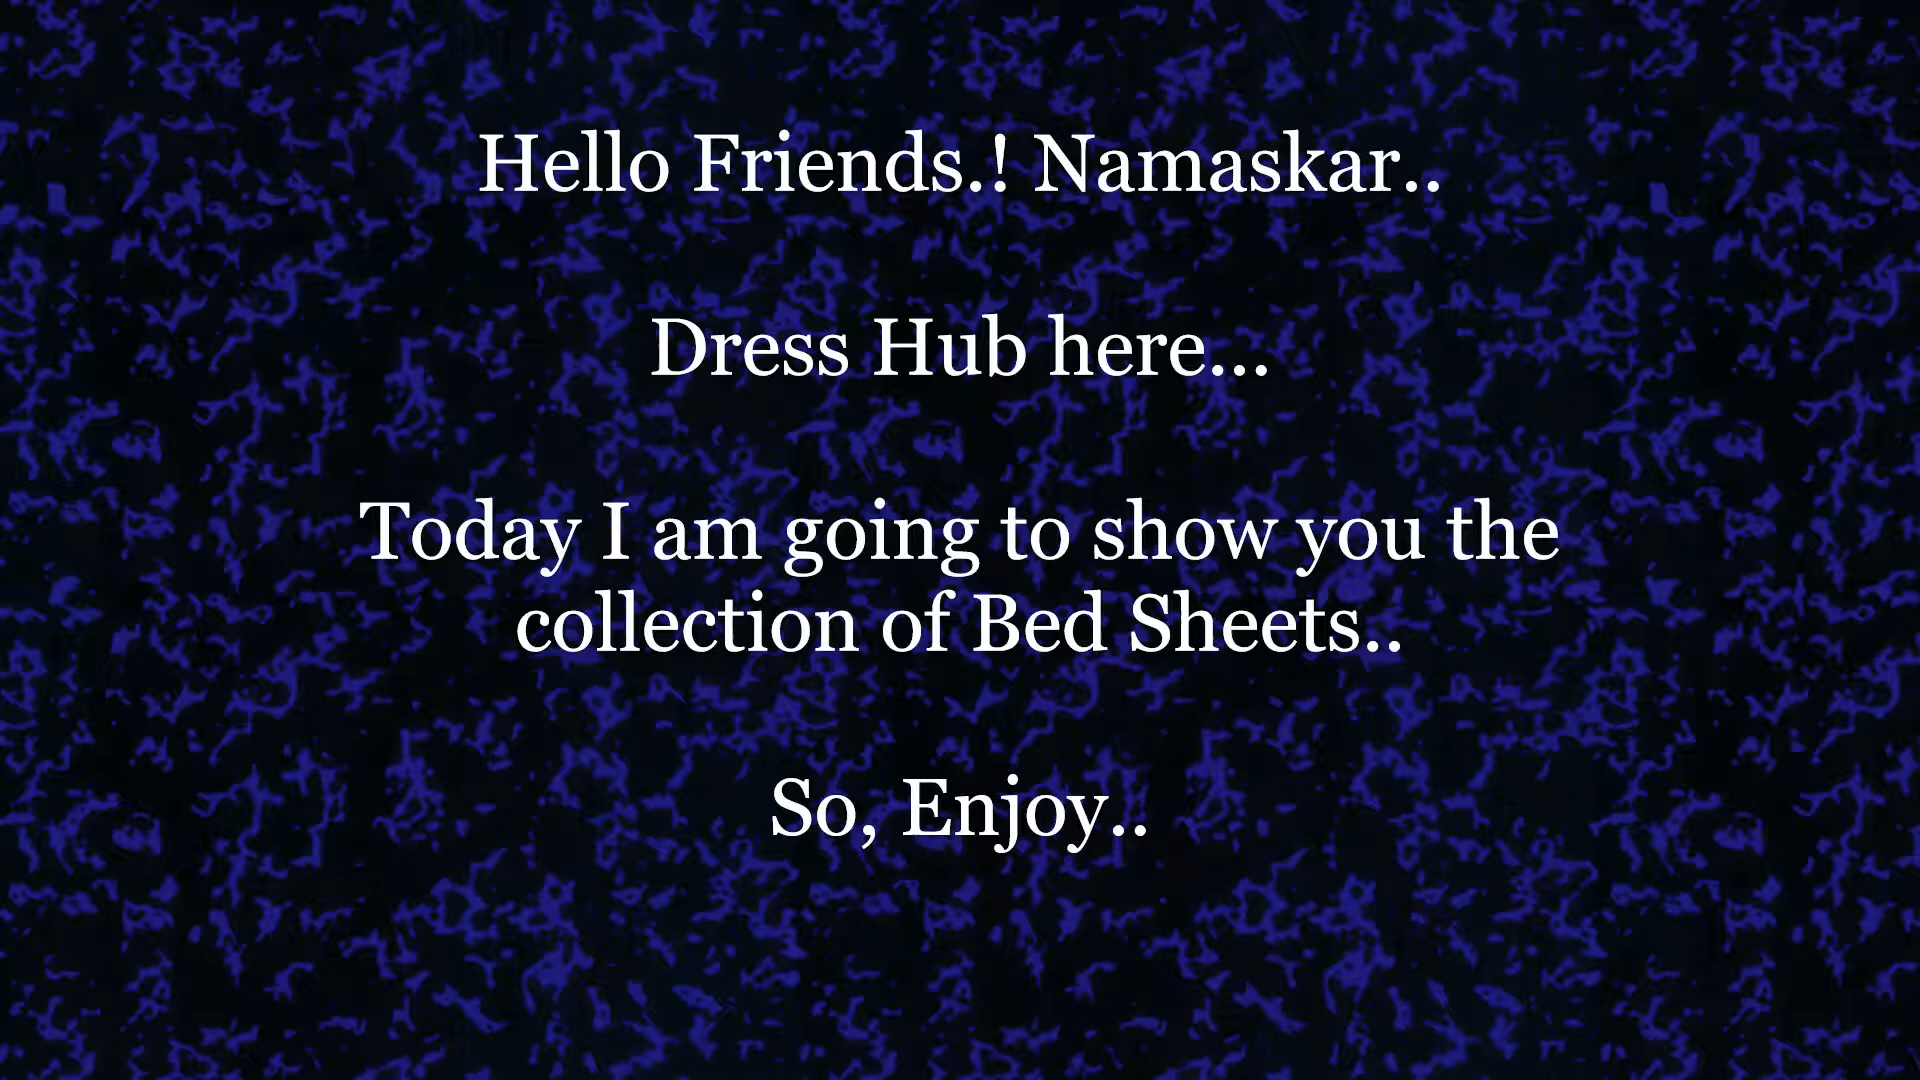 Hello Friends.! Namaskar..
Dress Hub here...
Today I am going to show you the
collection of Bed Sheets..
So, Enjoy..